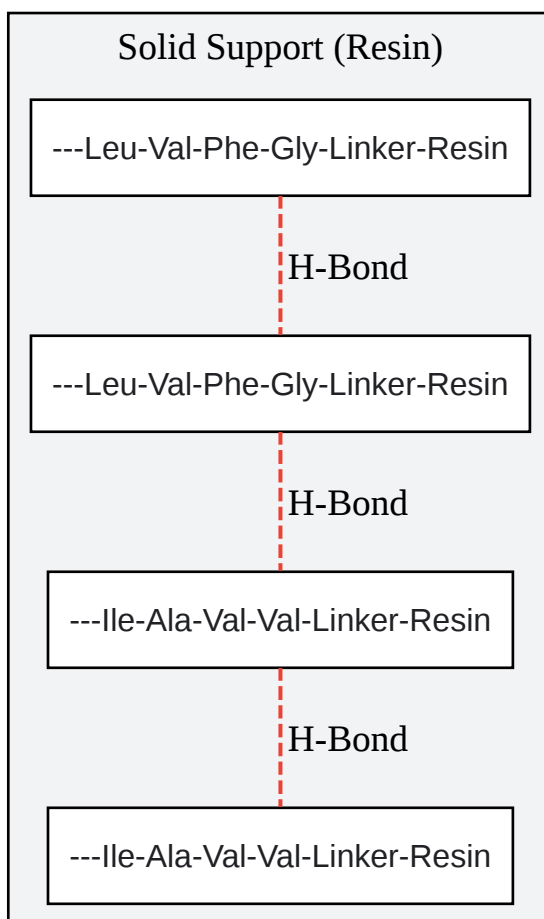 Solid Support (Resin)
---Leu-Val-Phe-Gly-Linker-Resin
H-Bond
---Leu-Val-Phe-Gly-Linker-Resin
H-Bond
---Ile-Ala-Val-Val-Linker-Resin
H-Bond
---Ile-Ala-Val-Val-Linker-Resin